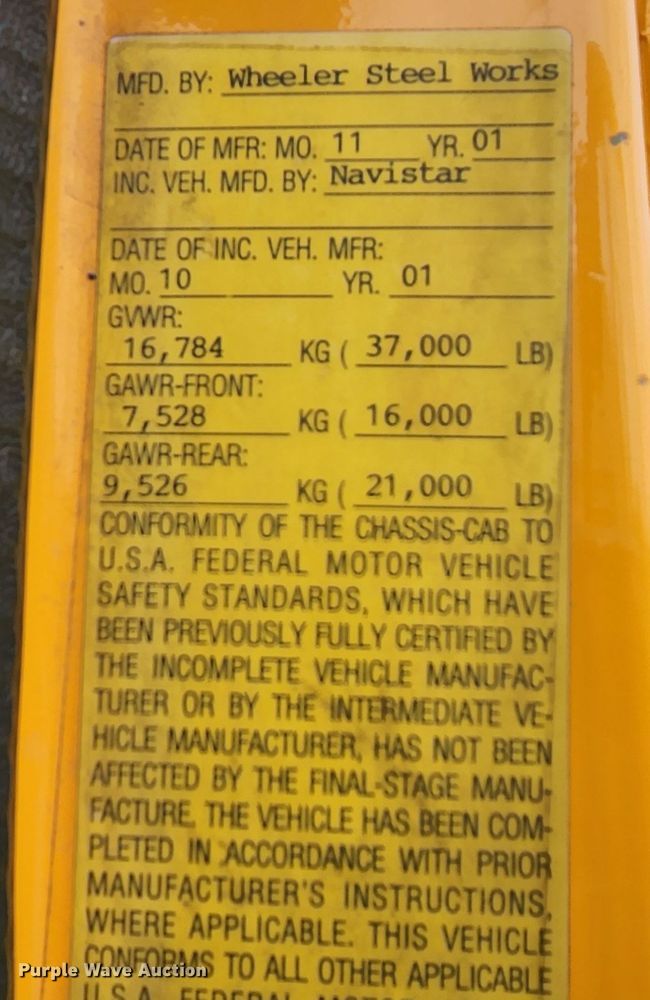 MFD. BY: Wheeler Steel Works
DATE OF MFR: MO. 11 YR. 01
INC. VEH. MFD. BY: Navistar
DATE OF INC. VEH. MFR:
MO. 10 YR. 01
GVWR:
16,784 KG ( 37,000 LB)
GAWR-FRONT:
7,528 KG ( 16,000 LB)
GAWR-REAR:
9,526 KG ( 21,000 LB)
CONFORMITY OF THE CHASSIS-CAB TO
U.S.A. FEDERAL MOTOR VEHICLE
SAFETY STANDARDS, WHICH HAVE
BEEN PREVIOUSLY FULLY CERTIFIED BY
THE INCOMPLETE VEHICLE MANUFAC-
TURER OR BY THE INTERMEDIATE VE-
HICLE MANUFACTURER, HAS NOT BEEN
AFFECTED BY THE FINAL-STAGE MANU-
FACTURE. THE VEHICLE HAS BEEN COM-
PLETED IN ACCORDANCE WITH PRIOR
MANUFACTURER'S INSTRUCTIONS,
WHERE APPLICABLE. THIS VEHICLE
CONFORMS TO ALL OTHER APPLICABLE
U.S.A. FEDERAL MOTOR
Purple Wave Auction